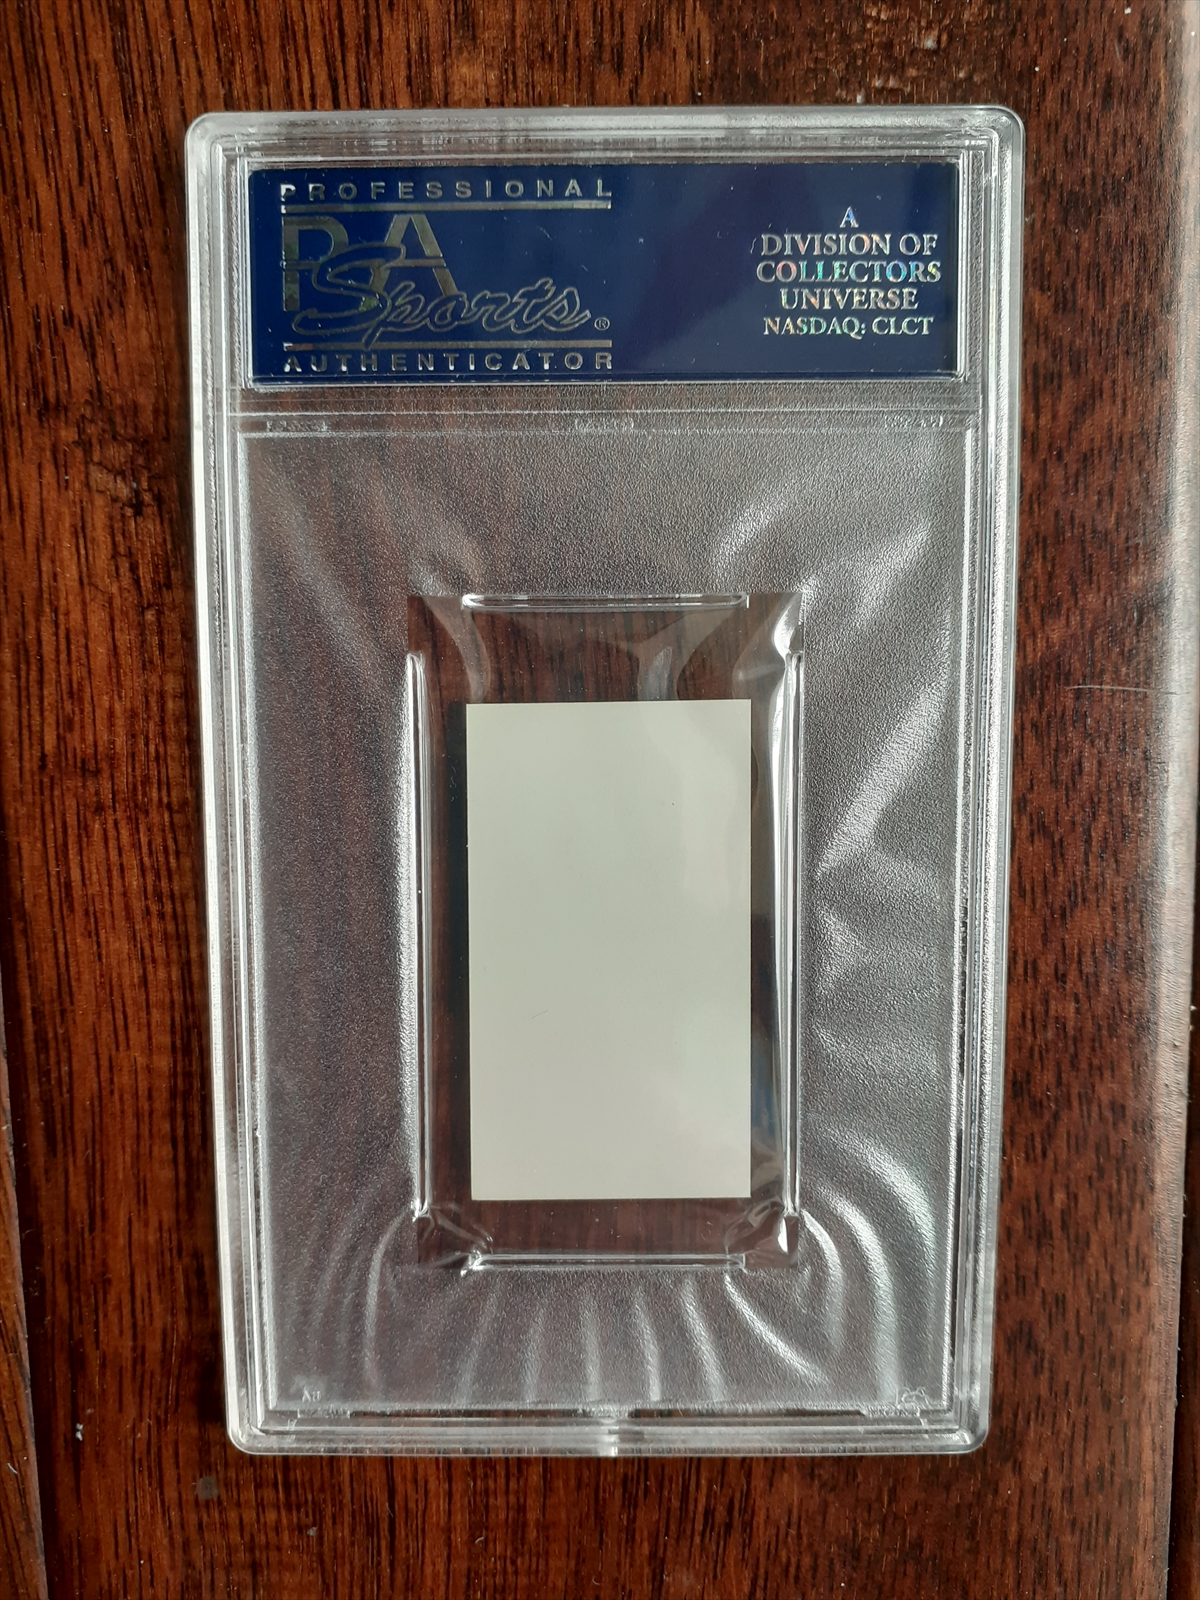 PROFESSIONAL
PSA
Sports®
AUTHENTICATOR
A
DIVISION OF
COLLECTORS
UNIVERSE
NASDAQ: CLCT